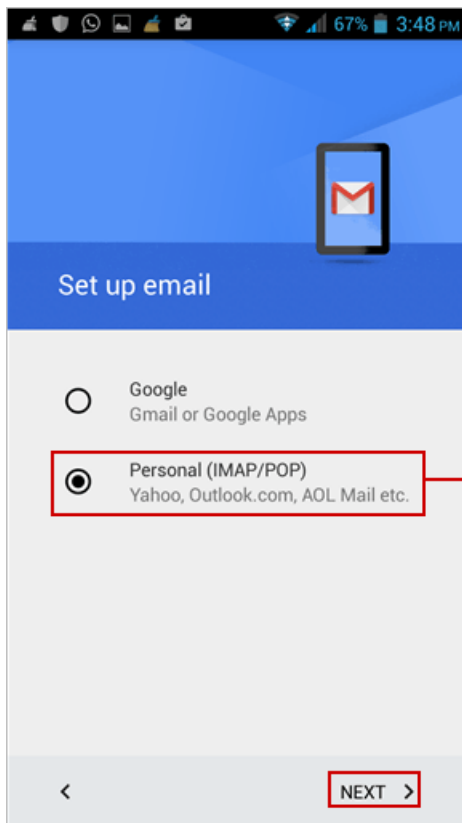 67% 3:48 PM
Set up email
Google
Gmail or Google Apps
Personal (IMAP/POP)
Yahoo, Outlook.com, AOL Mail etc.
NEXT